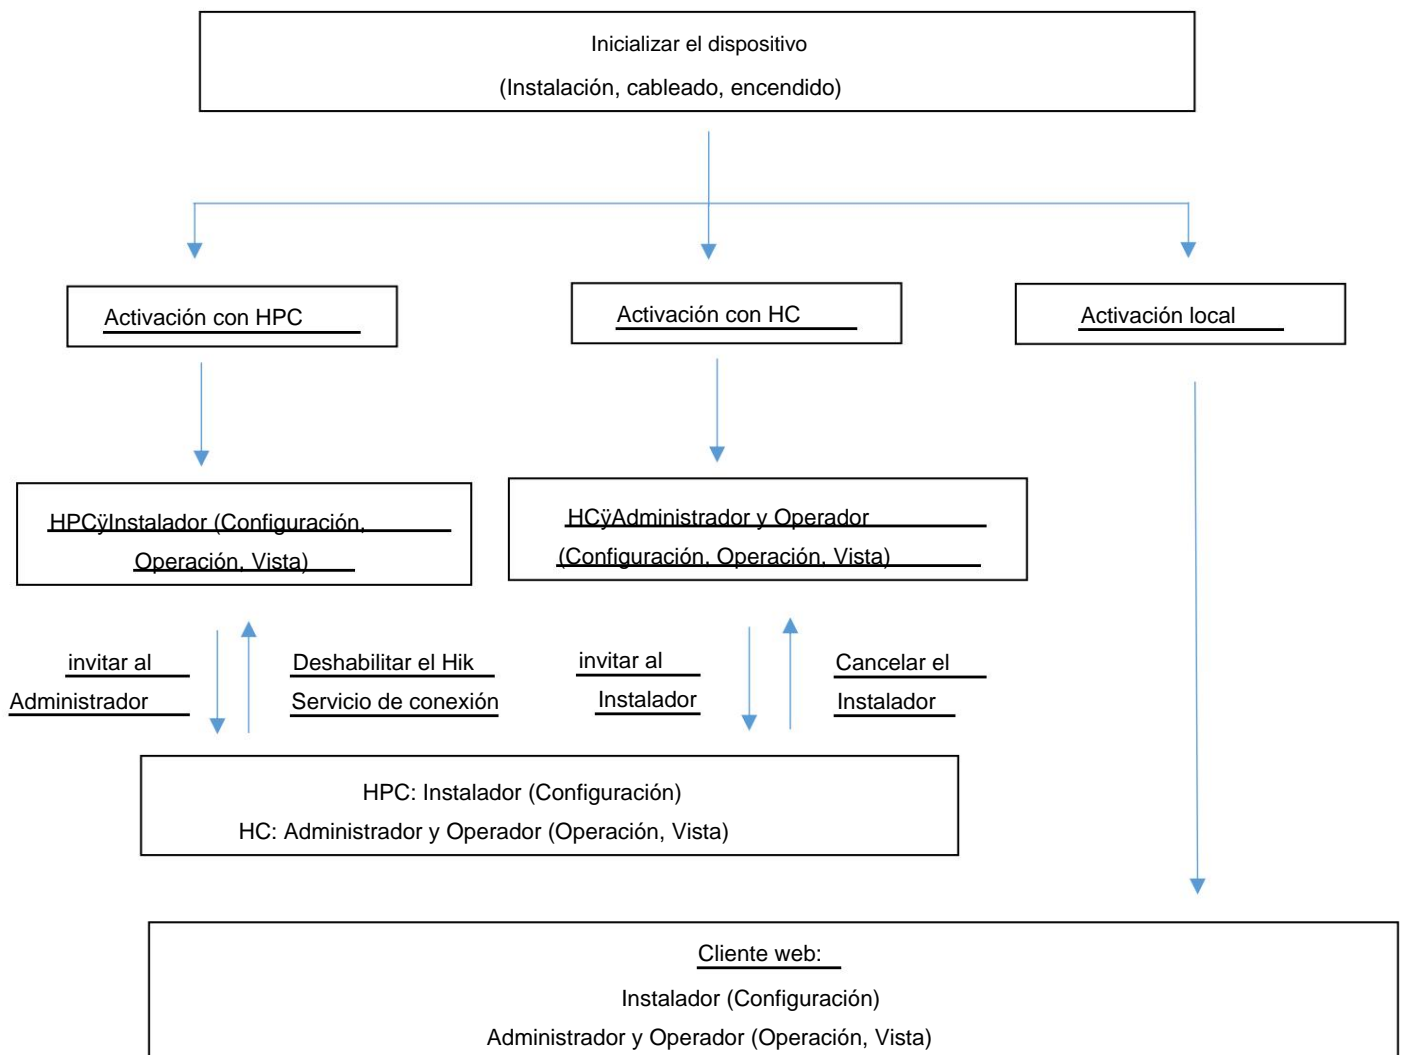 Inicializar el dispositivo
(Instalación, cableado, encendido)
Activación con HPC
Activación con HC
Activación local
HPCÿInstalador (Configuración,
Operación, Vista)
HCÿAdministrador y Operador
(Configuración, Operación, Vista)
invitar al
Administrador
Deshabilitar el Hik
Servicio de conexión
invitar al
Instalador
Cancelar el
Instalador
HPC: Instalador (Configuración)
HC: Administrador y Operador (Operación, Vista)
Cliente web:
Instalador (Configuración)
Administrador y Operador (Operación, Vista)